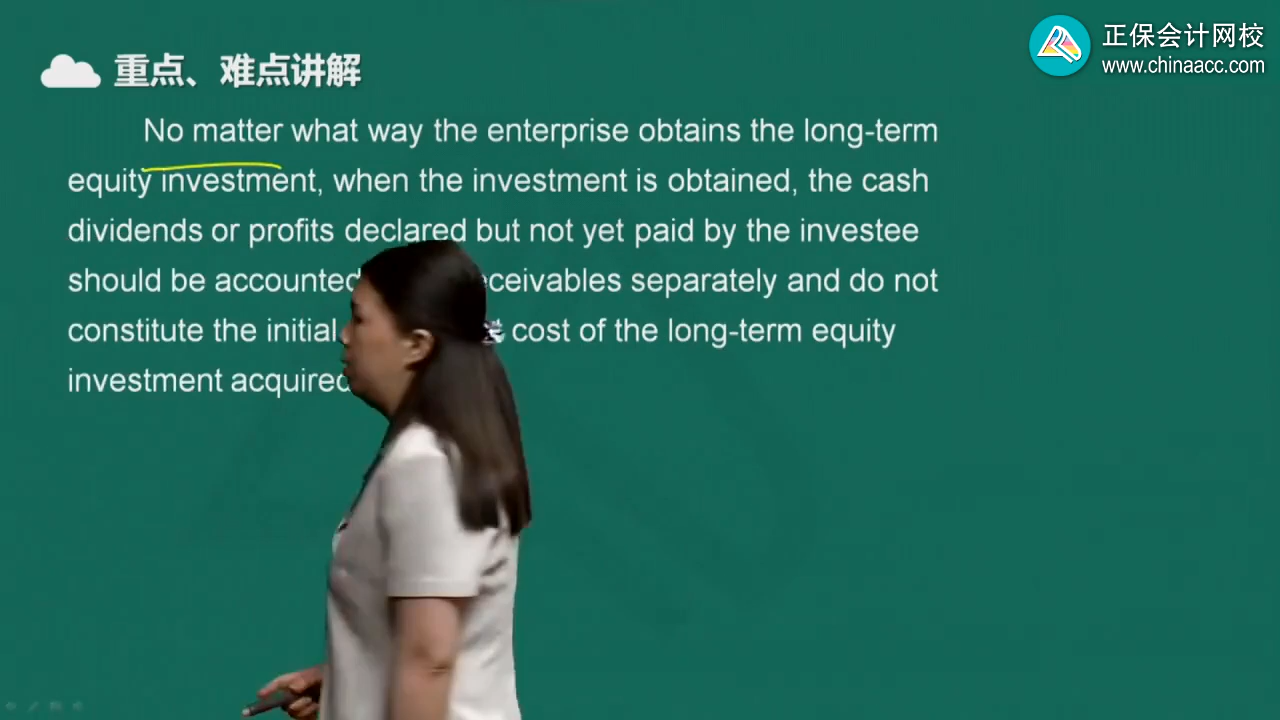 正保会计网校
www.chinaacc.com
重点、难点讲解
No matter what way the enterprise obtains the long-term
equity investment, when the investment is obtained, the cash
dividends or profits declared but not yet paid by the investee
should be accounted eceivables separately and do not
constitute the initial cost of the long-term equity
investment acquired